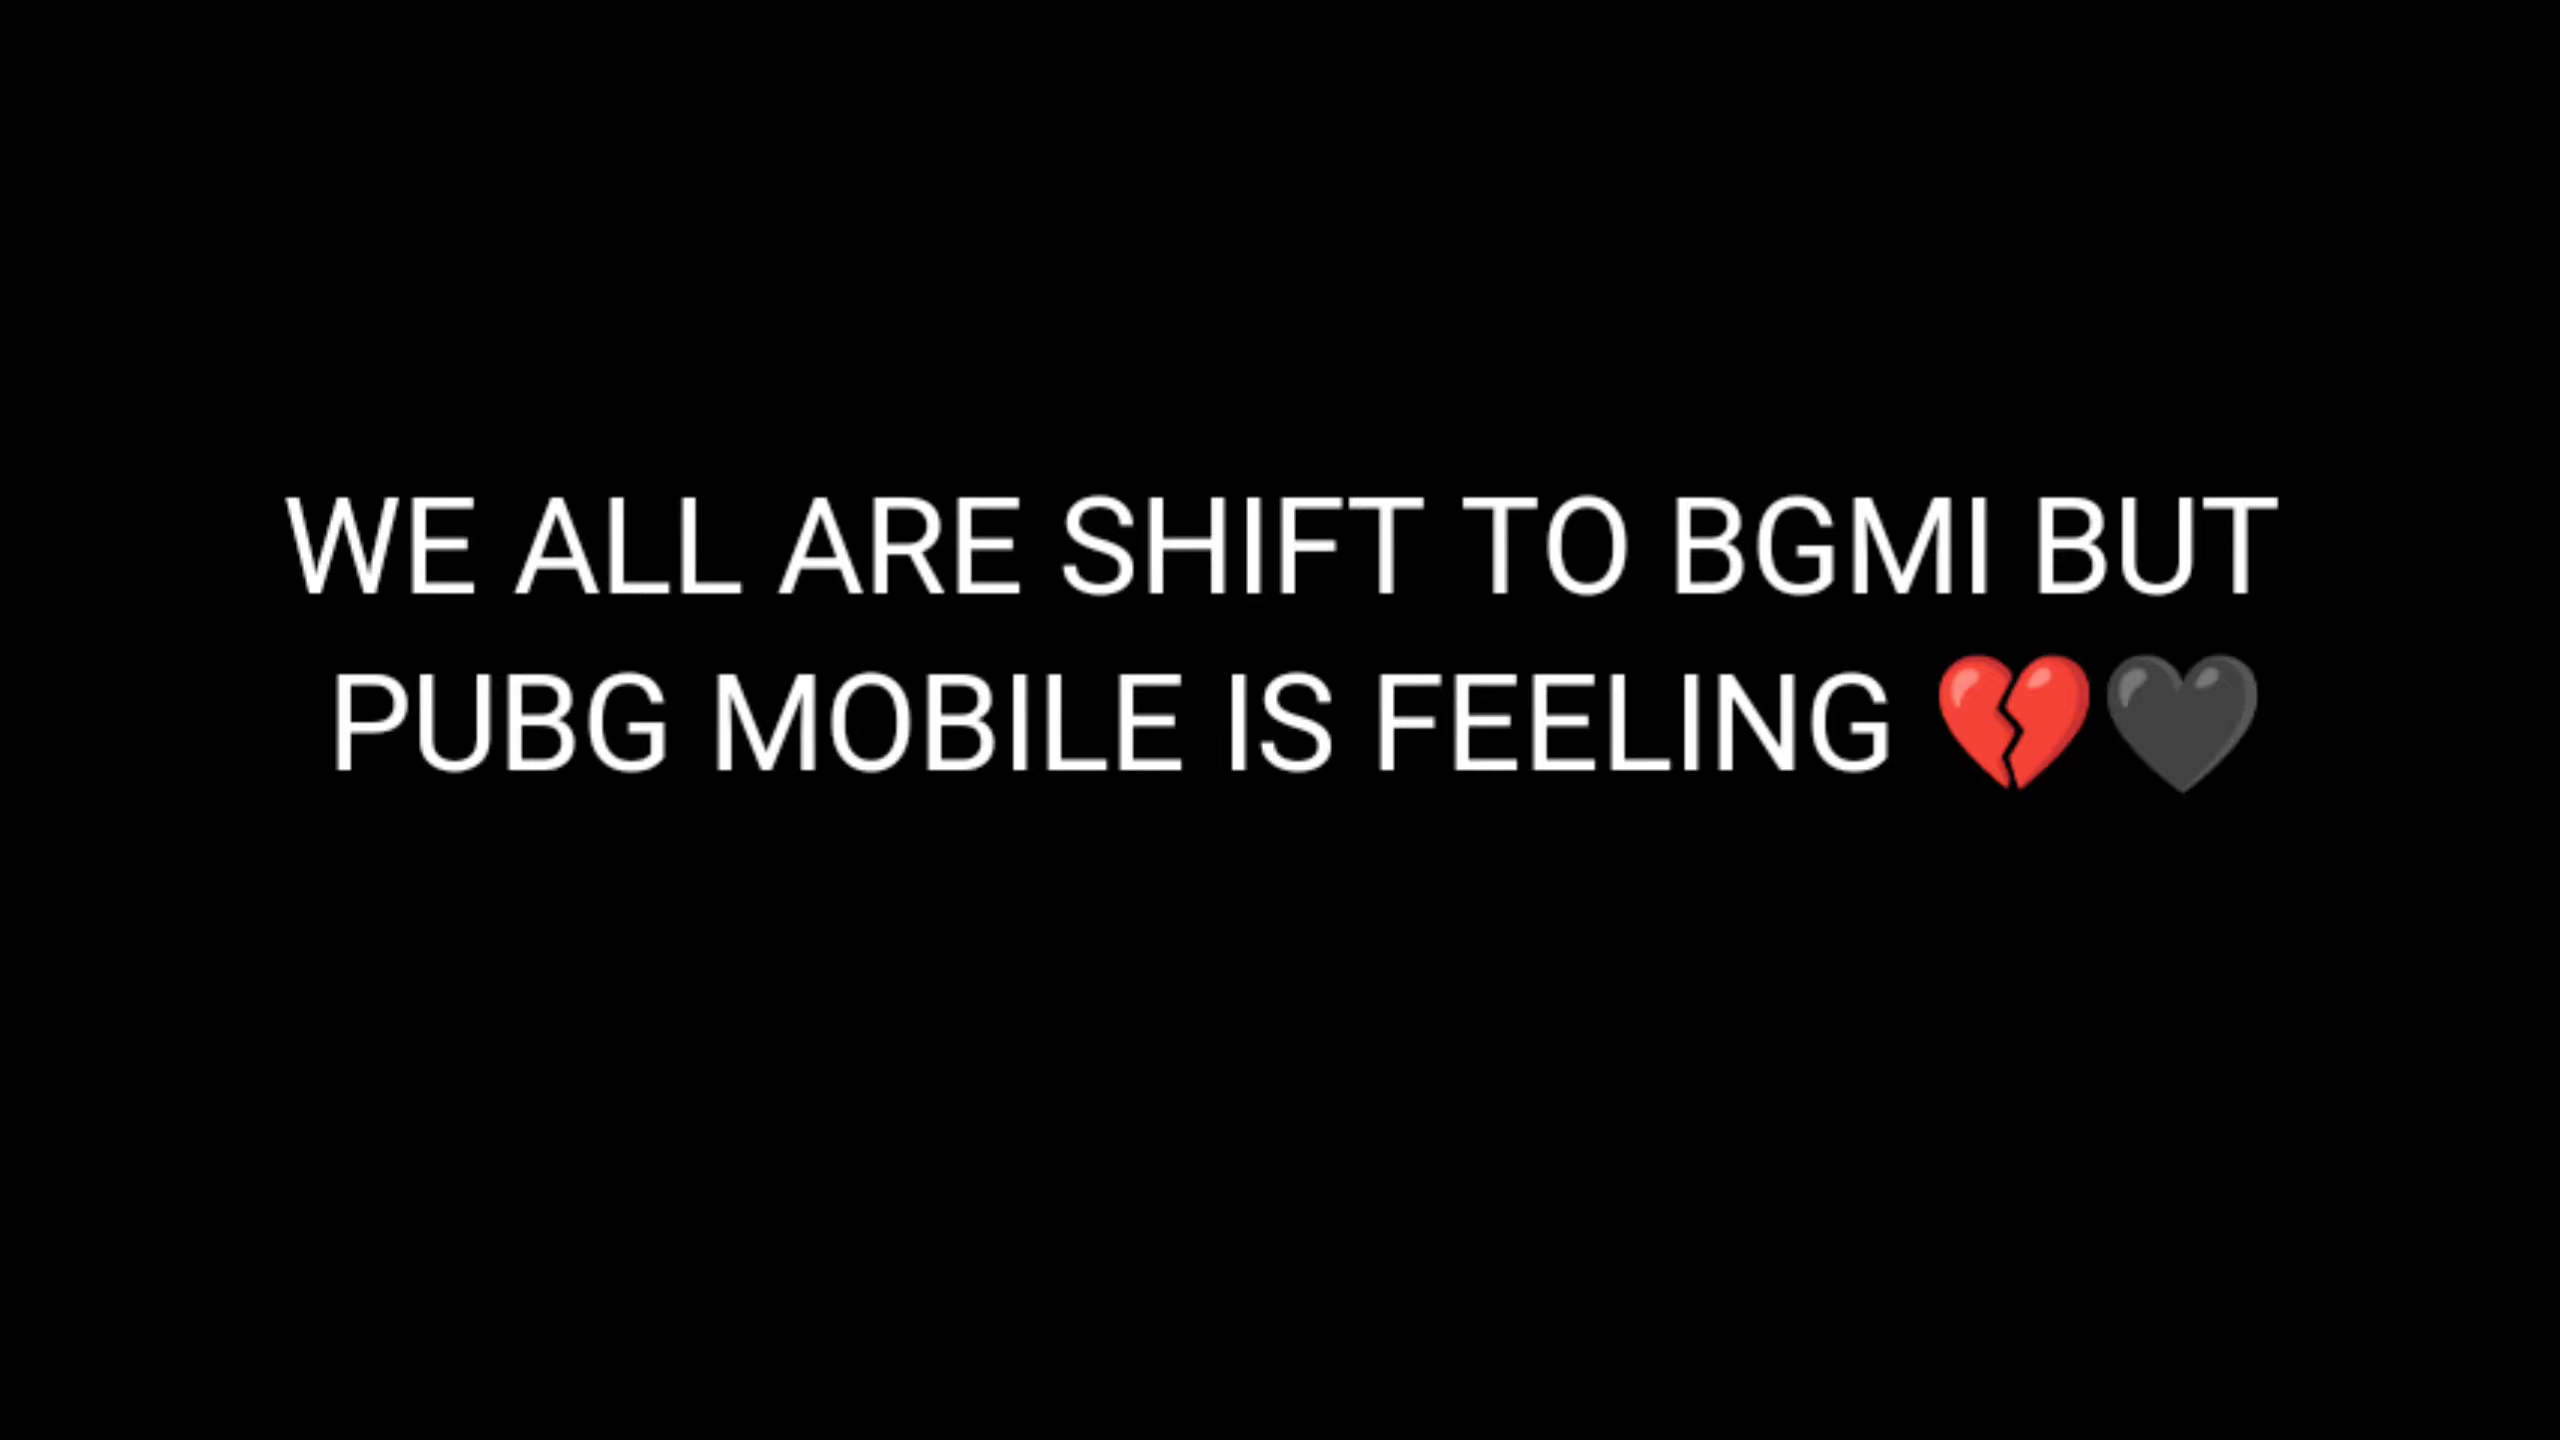 WE ALL ARE SHIFT TO BGMI BUT
PUBG MOBILE IS FEELING 💔🖤